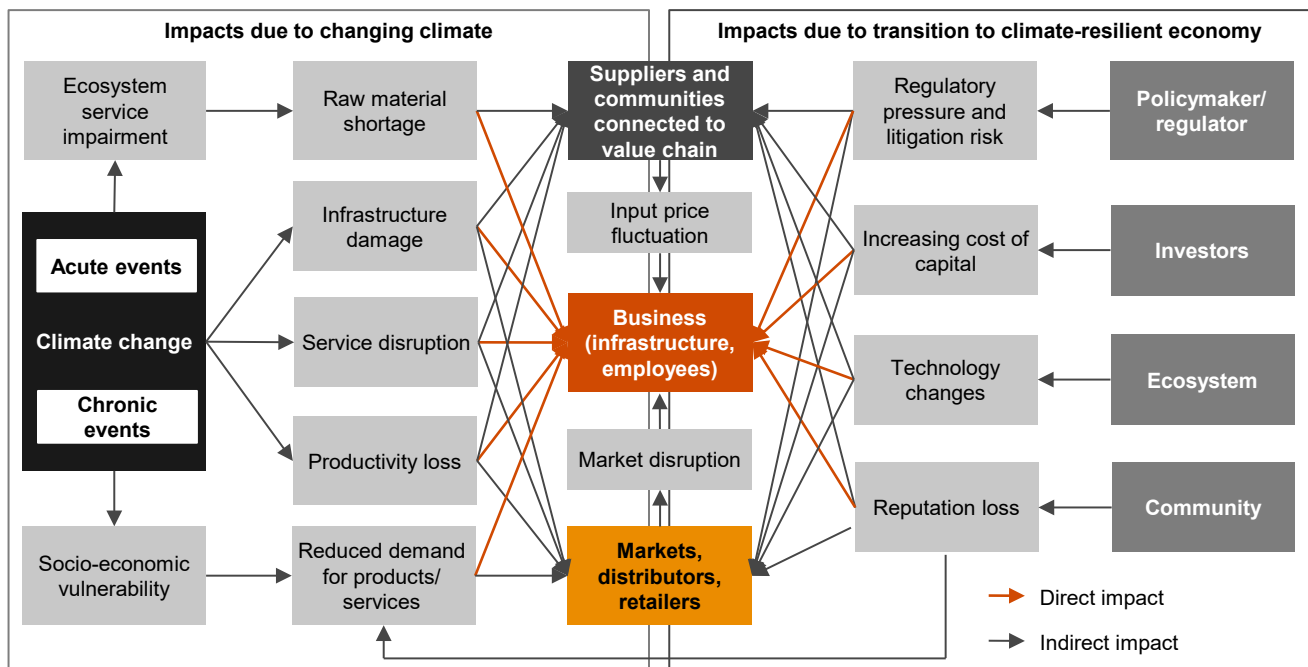 Impacts due to changing climate
Impacts due to transition to climate-resilient economy
Ecosystem
service
impairment
Raw material
shortage
Suppliers and
communities
connected to
value chain
Regulatory
pressure and
litigation risk
Policymaker/
regulator
Infrastructure
damage
Input price
fluctuation
Increasing cost of
capital
Investors
Acute events
Climate change
Chronic
events
Service disruption
Business
(infrastructure,
employees)
Technology
changes
Ecosystem
Productivity loss
Market disruption
Reputation loss
Community
Socio-economic
vulnerability
Reduced demand
for products/
services
Markets,
distributors,
retailers
Direct impact
Indirect impact